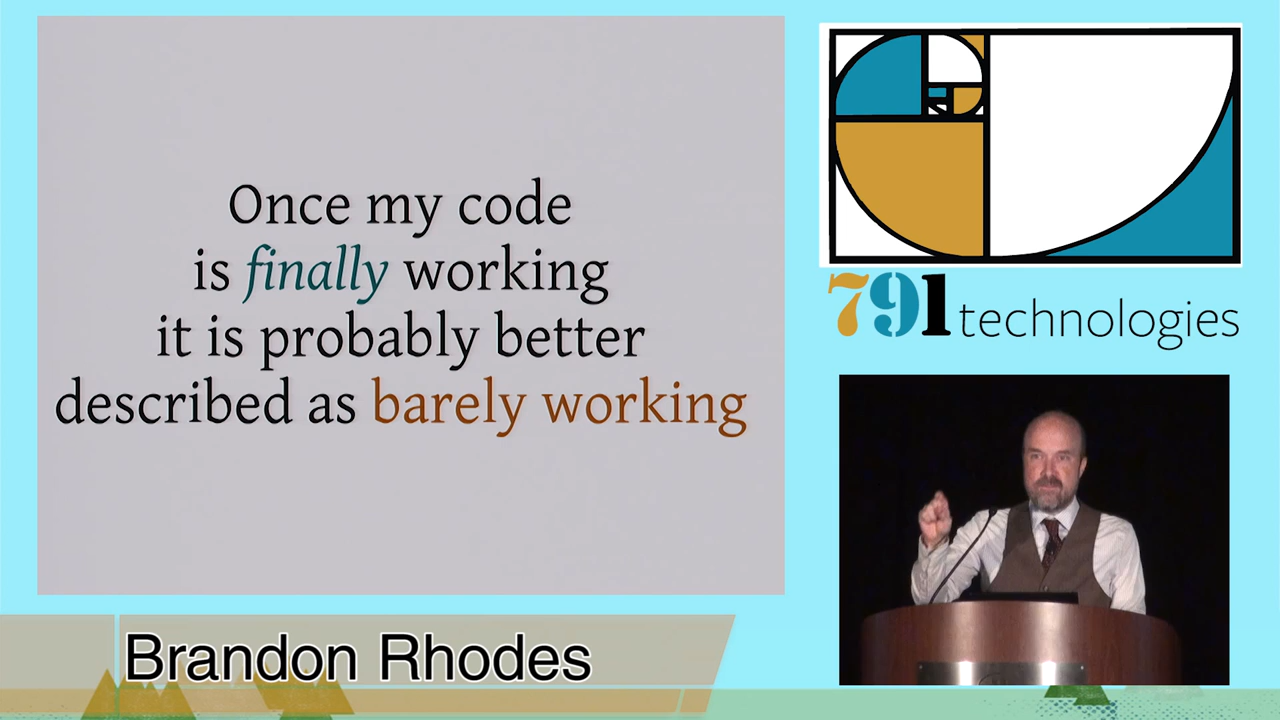 Once my code
is finally working
it is probably better
described as barely working
791 technologies
Brandon Rhodes